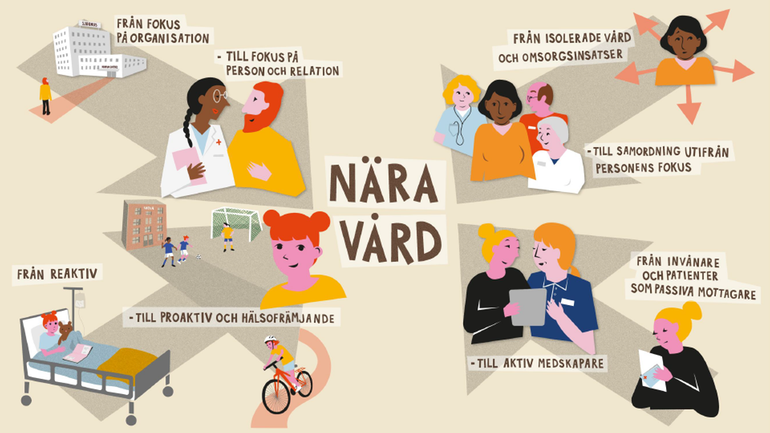 FRÅN FOKUS
PÅ ORGANISATION
- TILL FOKUS PÅ
PERSON OCH RELATION
FRÅN ISOLERADE VÅRD
OCH OMSORGSINSATSER
- TILL SAMORDNING UTIFRÅN
PERSONENS FOKUS
NÄRA
VÅRD
FRÅN REAKTIV
- TILL PROAKTIV OCH HÄLSOFRÄMJANDE
FRÅN INVÅNARE
OCH PATIENTER
SOM PASSIVA MOTTAGARE
- TILL AKTIV MEDSKAPARE